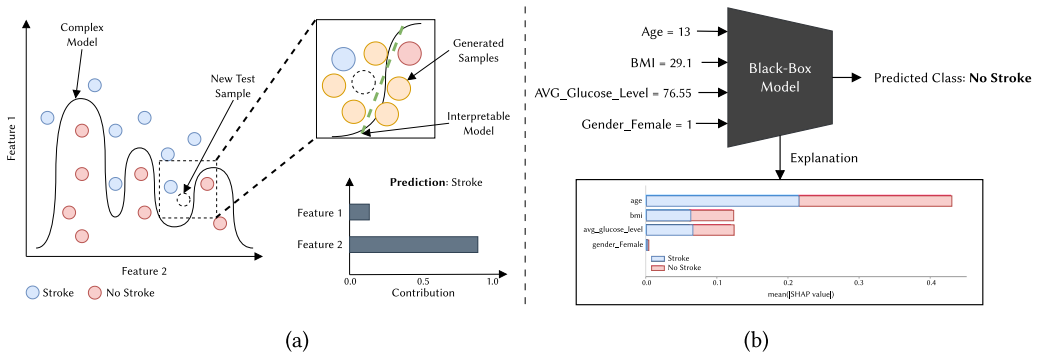 Complex
Model
New Test
Sample
Feature 1
Feature 2
Stroke
No Stroke
Generated
Samples
Interpretable
Model
Prediction: Stroke
Feature 1
Feature 2
0.0
0.5
1.0
Contribution
(a)
Age = 13
BMI = 29.1
AVG_Glucose_Level = 76.55
Gender_Female = 1
Black-Box
Model
Predicted Class: No Stroke
Explanation
age
bmi
avg_glucose_level
gender_Female
Stroke
No Stroke
0.0
0.1
0.2
0.3
0.4
mean(|SHAP value|)
(b)